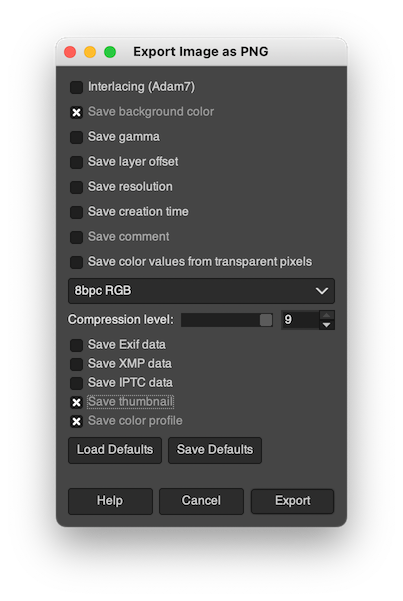 Export Image as PNG
Interlacing (Adam7)
Save background color
Save gamma
Save layer offset
Save resolution
Save creation time
Save comment
Save color values from transparent pixels
8bpc RGB
Compression level: 9
Save Exif data
Save XMP data
Save IPTC data
Save thumbnail
Save color profile
Load Defaults Save Defaults
Help Cancel Export